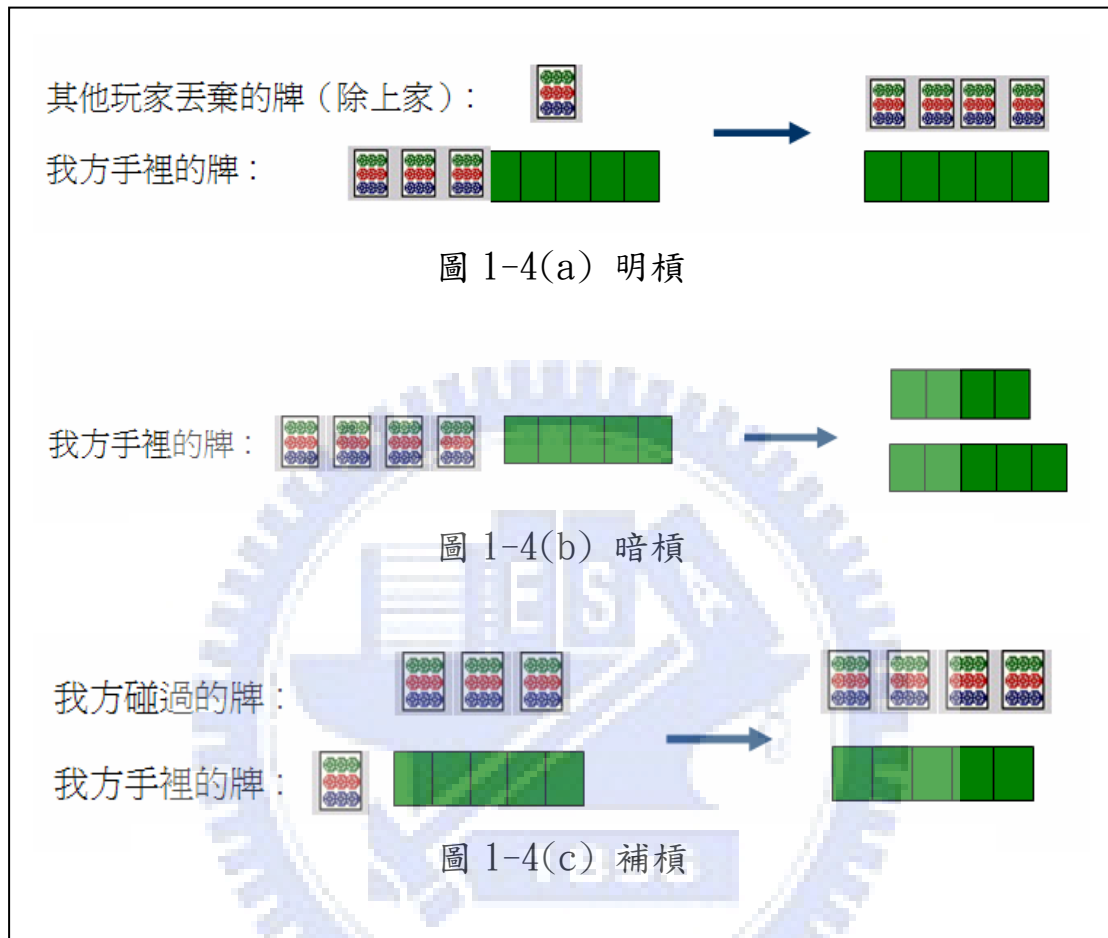 其他玩家丟棄的牌（除上家）：
我方手裡的牌：
圖 1-4(a) 明槓
我方手裡的牌：
圖 1-4(b) 暗槓
ESA
我方碰過的牌：
我方手裡的牌：
圖 1-4(c) 補槓